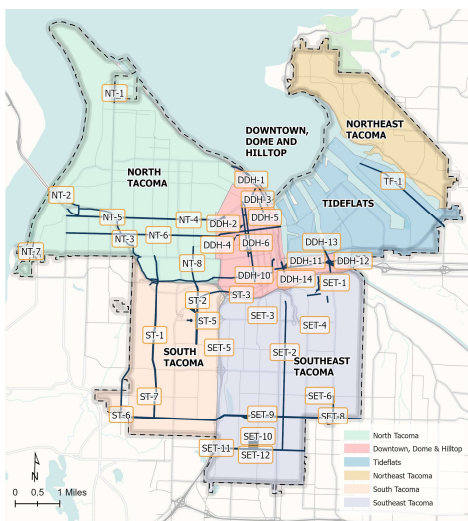 NT-1
NORTHEAST
TACOMA
DOWNTOWN,
DOME AND
HILLTOP
NORTH
TACOMA
DDH-1
TF-1
NT-2
DDH-3
TIDEFLATS
NT-5
NT-4
DDH-2
DDH-5
NT-3
NT-6
DDH-4
DDH-6
DDH-13
NT-7
NT-8
DDH-11
DDH-12
DDH-10
DDH-14
SET-1
ST-2
ST-3
SET-3
ST-5
SET-4
ST-1
SOUTH
TACOMA
SET-5
SET-2
SOUTHEAST
TACOMA
ST-7
SET-6
ST-6
SET-9
SET-8
SET-10
SET-11
SET-12
N
0 0.5 1 Miles
North Tacoma
Downtown, Dome & Hilltop
Tideflats
Northeast Tacoma
South Tacoma
Southeast Tacoma